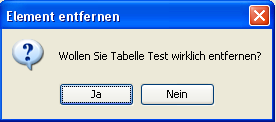 Element entfernen
Wollen Sie Tabelle Test wirklich entfernen?
Ja
Nein